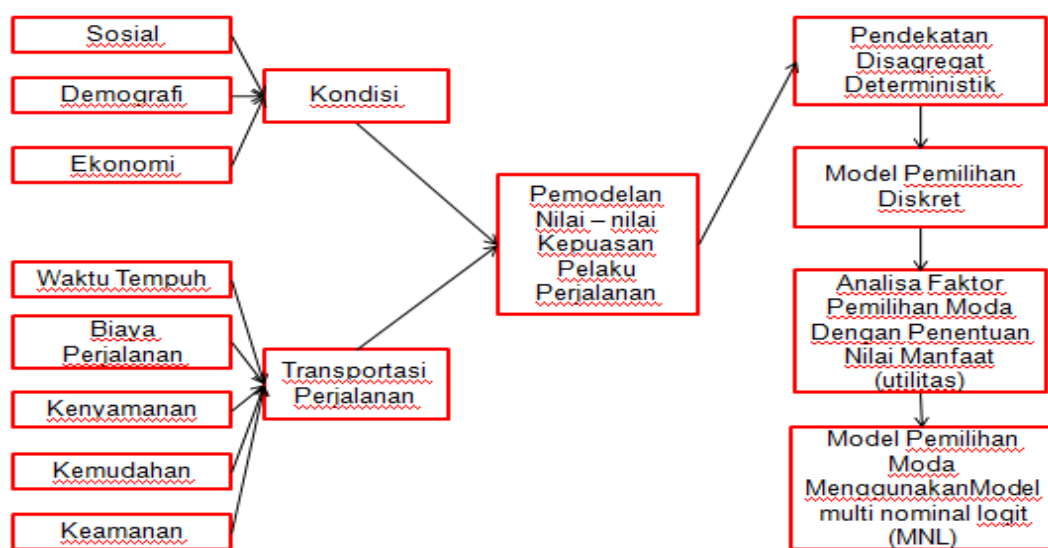 Sosial
Demografi
Ekonomi
Kondisi
Waktu Tempuh
Biaya
Perjalanan
Kenyamanan
Kemudahan
Keamanan
Transportasi
Perjalanan
Pemodelan
Nilai – nilai
Kepuasan
Pelaku
Perjalanan
Pendekatan
Disagregat
Deterministik
Model Pemilihan
Diskret
Analisa Faktor
Pemilihan Moda
Dengan Penentuan
Nilai Manfaat
(utilitas)
Model Pemilihan
Moda
MenggunakanModel
multi nominal logit
(MNL)